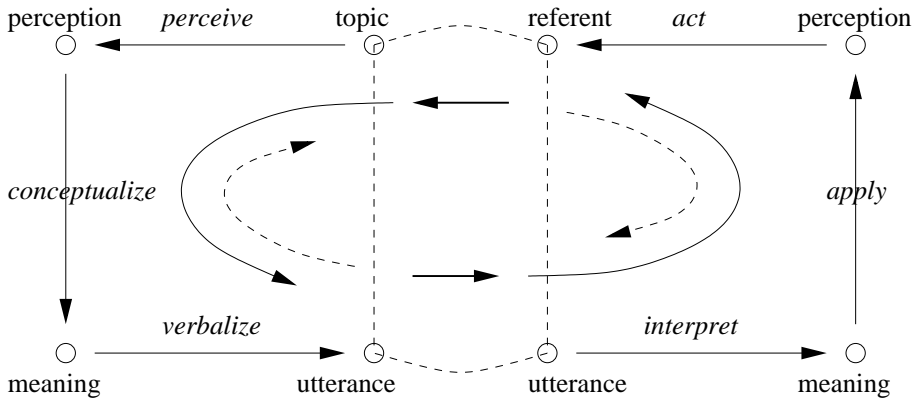 perception perceive topic referent act perception
conceptualize apply
verbalize interpret
meaning utterance utterance meaning